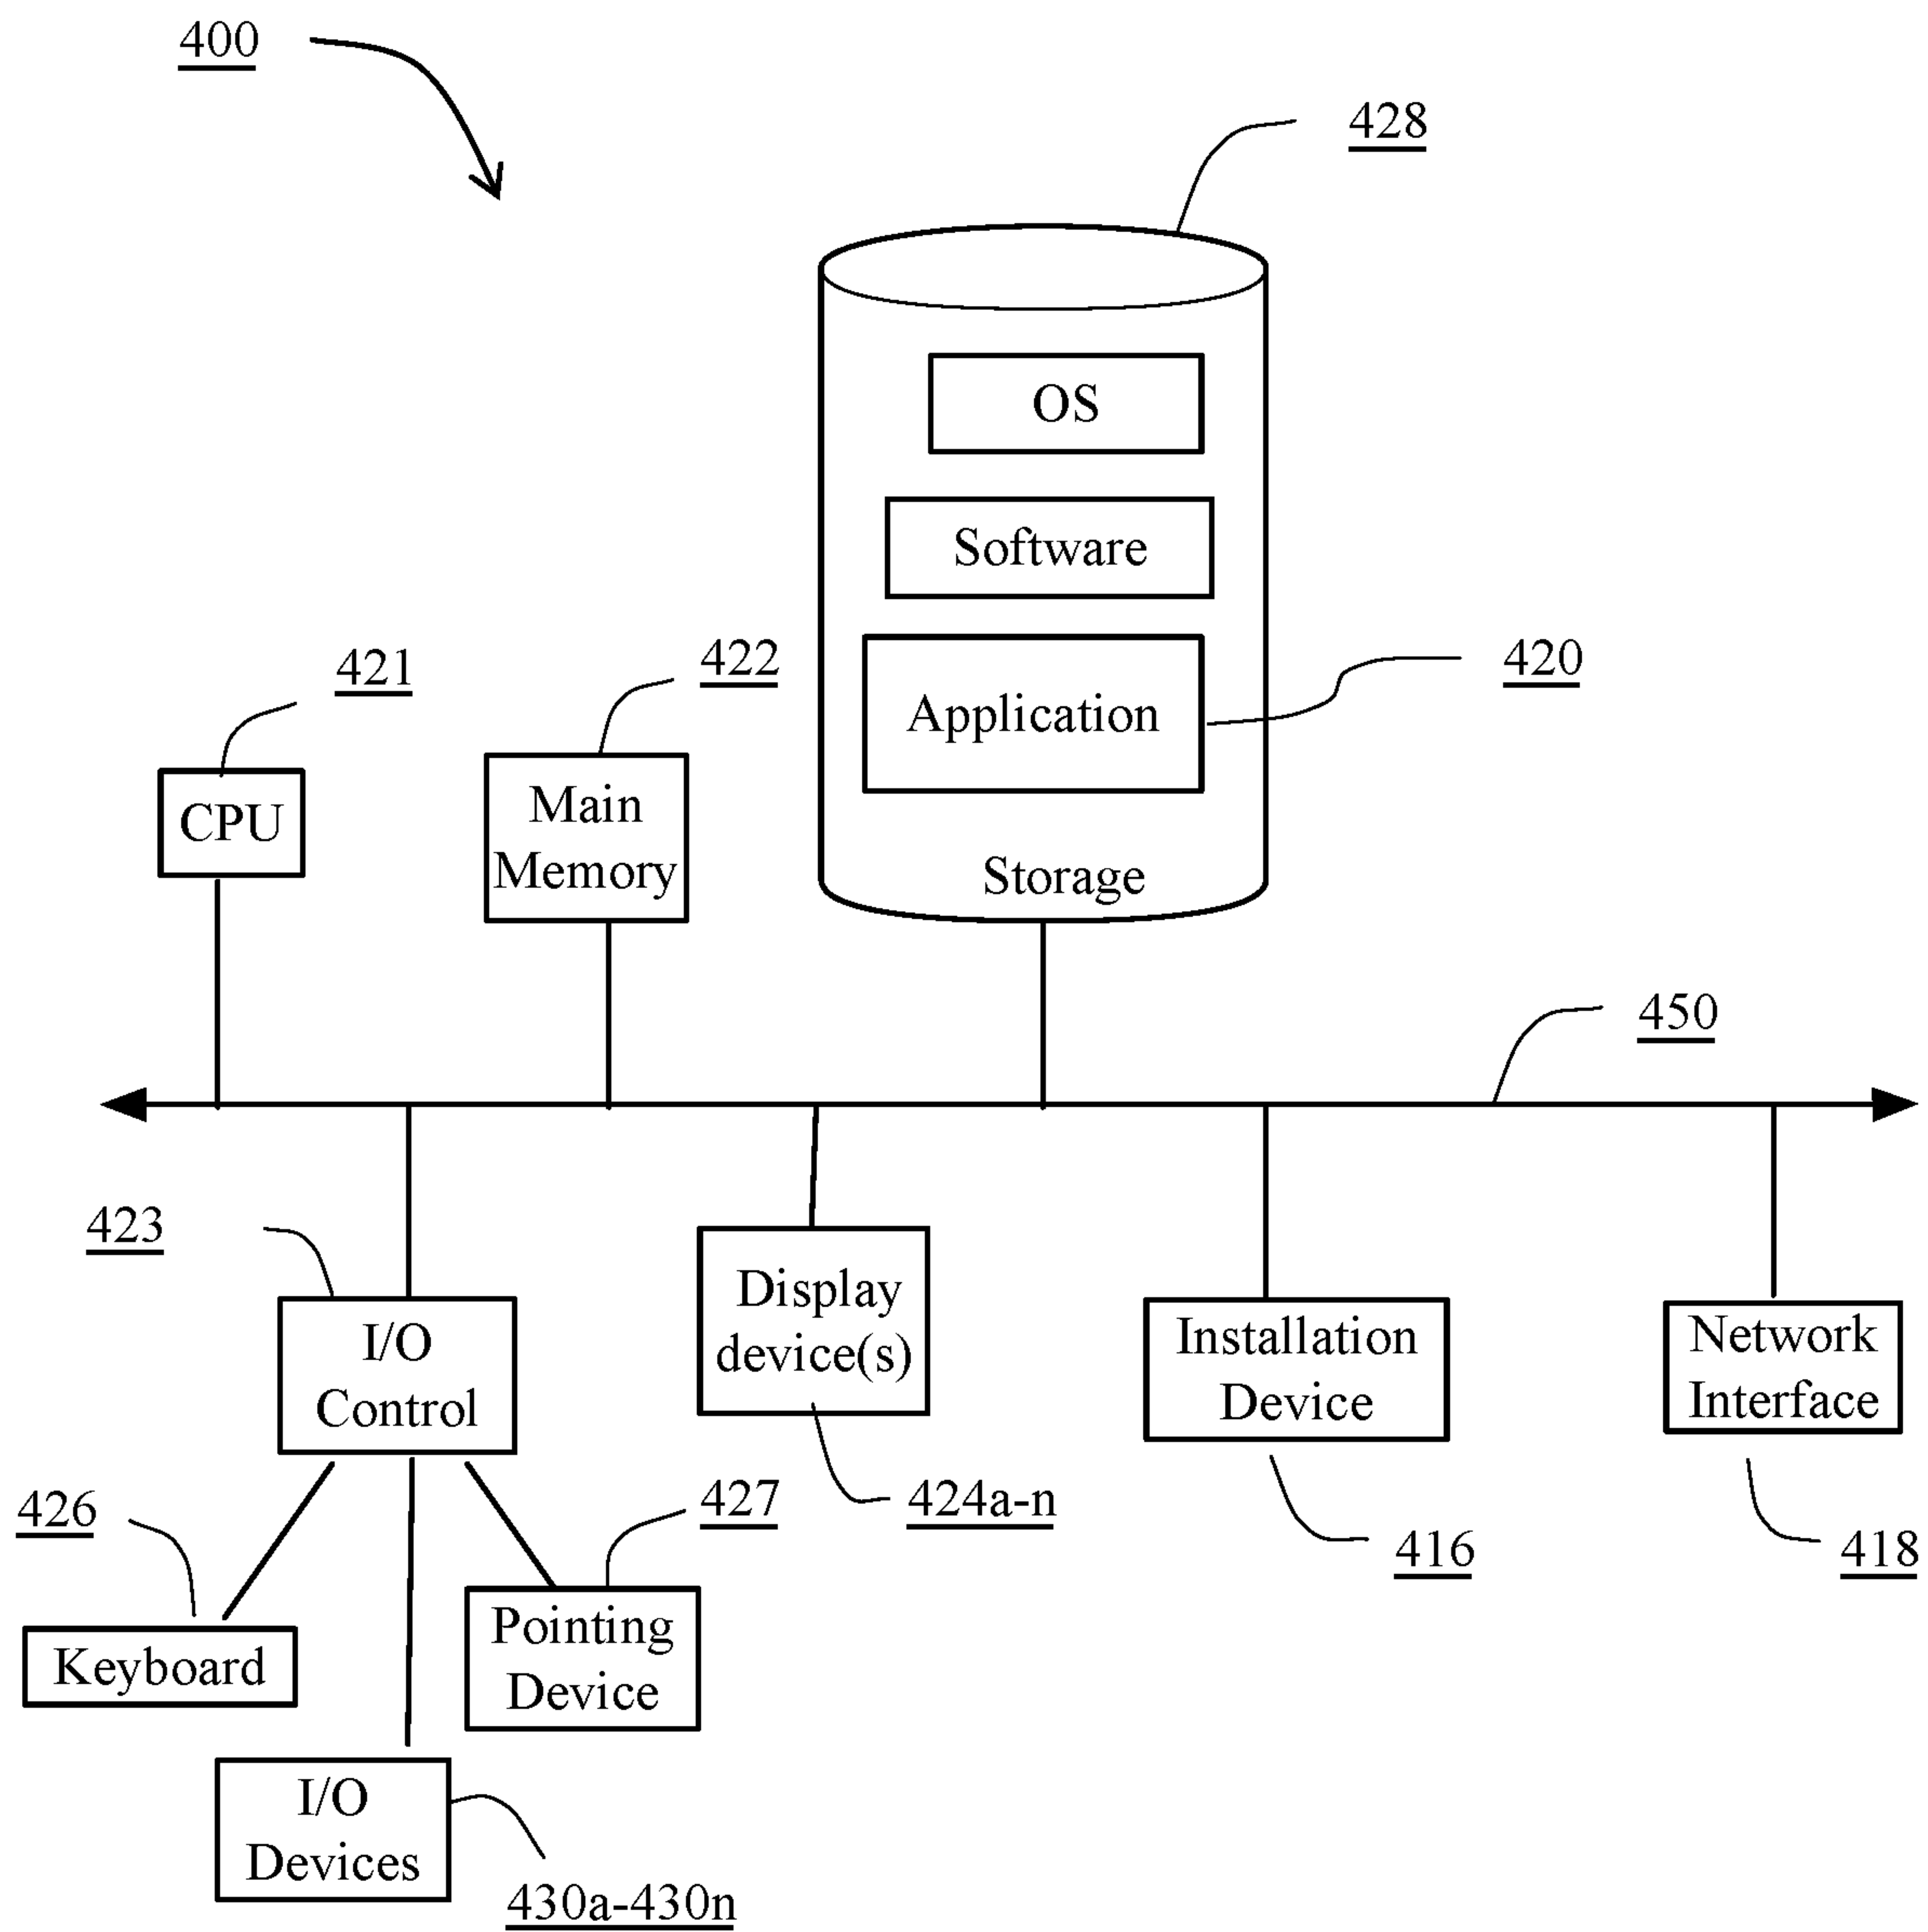 400
428
OS
Software
421
422
420
Application
CPU
Main
Memory
Storage
450
423
Display
device(s)
I/O
Control
Installation
Device
Network
Interface
426
427
424a-n
416
418
Keyboard
Pointing
Device
I/O
Devices
430a-430n